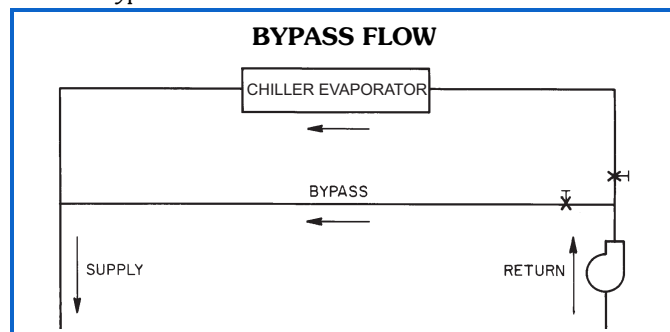 BYPASS FLOW
CHILLER EVAPORATOR
BYPASS
SUPPLY
RETURN